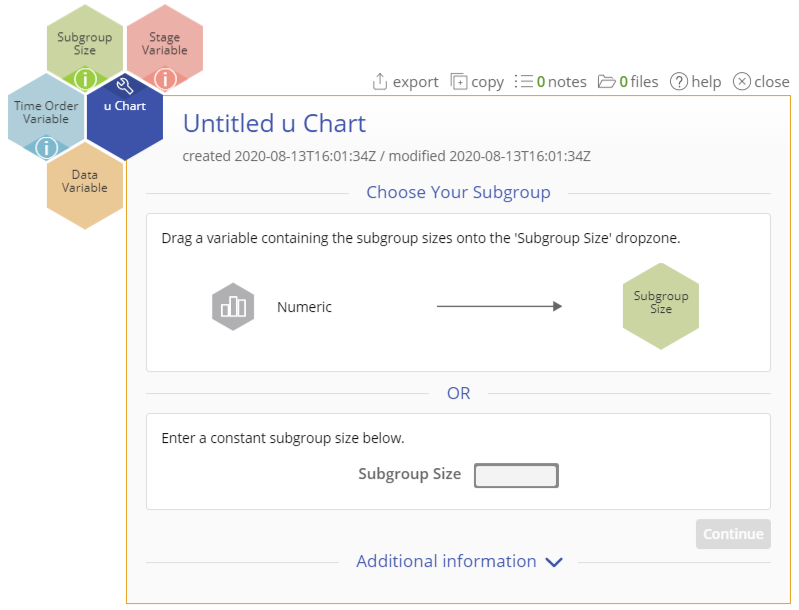 Subgroup
Size
Stage
Variable
Time Order
Variable
u Chart
Data
Variable
export copy 0 notes 0 files help close
Untitled u Chart
created 2020-08-13T16:01:34Z / modified 2020-08-13T16:01:34Z
Choose Your Subgroup
Drag a variable containing the subgroup sizes onto the 'Subgroup Size' dropzone.
Numeric
Subgroup
Size
OR
Enter a constant subgroup size below.
Subgroup Size
Continue
Additional information